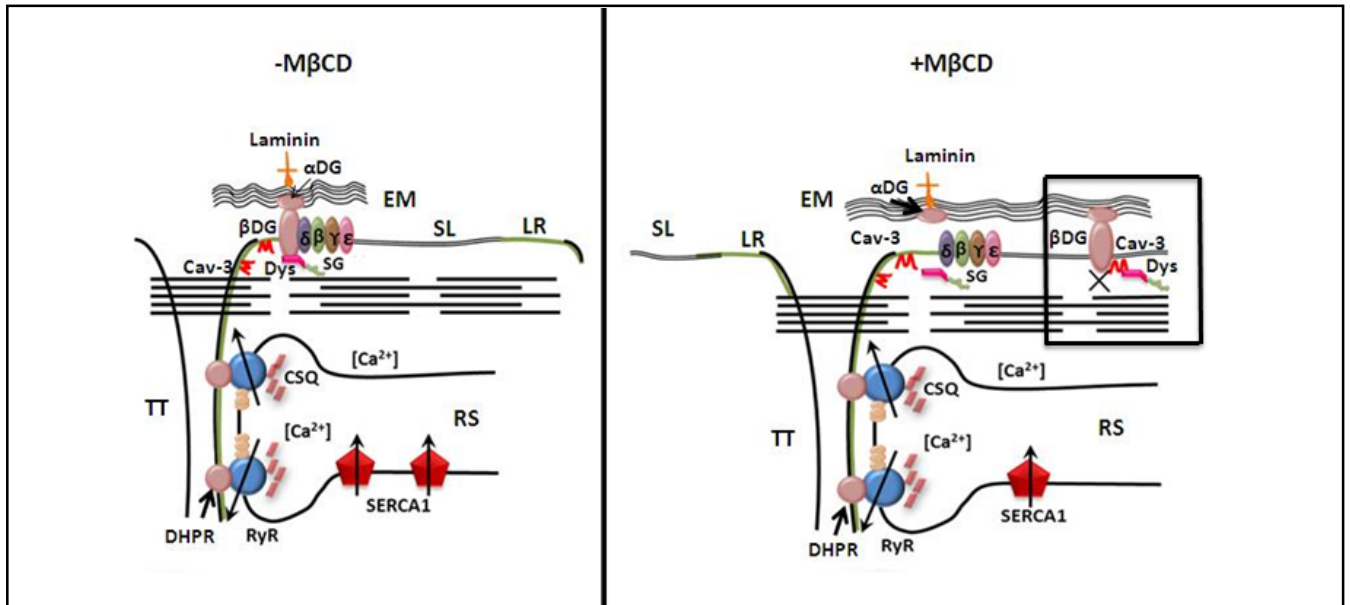 -MβCD
Laminin
αDG
EM
βDG
SL
LR
δ β γ ε
Cav-3
Dys
SG
[Ca²⁺]
CSQ
TT
[Ca²⁺]
RS
SERCA1
DHPR
RyR
+MβCD
Laminin
αDG
EM
SL
LR
Cav-3
δ β γ ε
βDG
Cav-3
Dys
SG
[Ca²⁺]
CSQ
TT
[Ca²⁺]
RS
SERCA1
DHPR
RyR